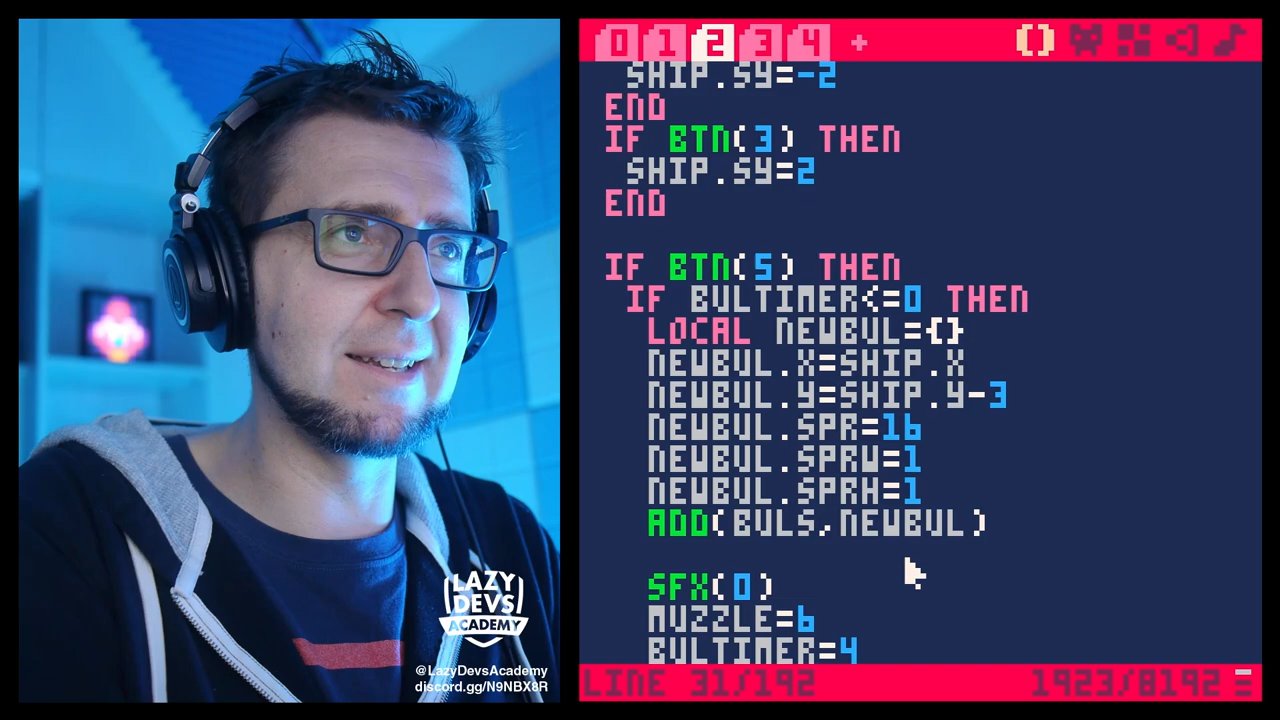 LAZY
DEVS
ACADEMY
@LazyDevsAcademy
discord.gg/N9NBX8R
0 1 2 3 4 +
SHIP.SY=-2
END
IF BTN(3) THEN
SHIP.SY=2
END
IF BTN(5) THEN
IF BULTIMER<=0 THEN
LOCAL NEWBUL={}
NEWBUL.X=SHIP.X
NEWBUL.Y=SHIP.Y-3
NEWBUL.SPR=16
NEWBUL.SPRW=1
NEWBUL.SPRH=1
ADD(BULS,NEWBUL)
SFX(0)
MUZZLE=6
BULTIMER=4
LINE 31/192
1923/8192